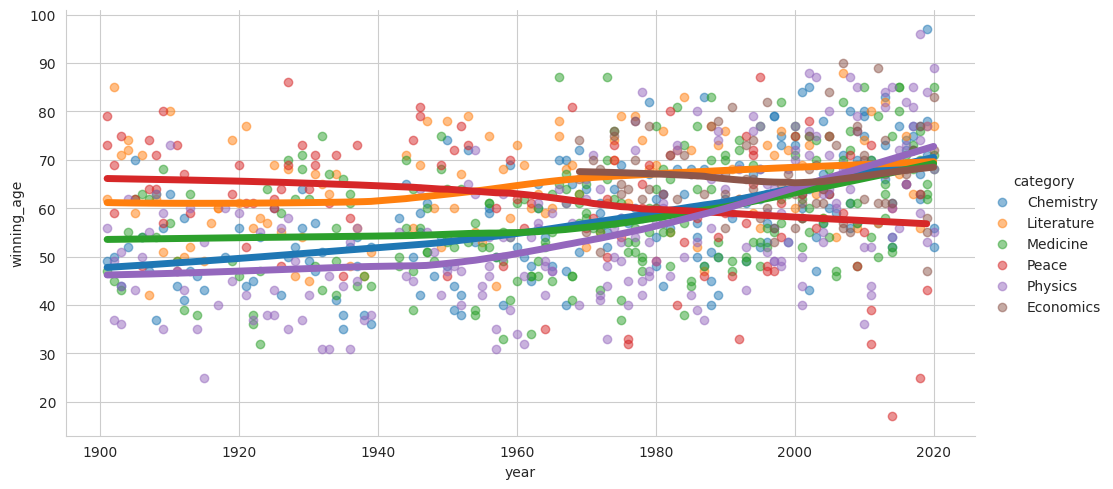 100
90
80
70
60
50
40
30
20
winning_age
1900
1920
1940
1960
1980
2000
2020
year
category
Chemistry
Literature
Medicine
Peace
Physics
Economics